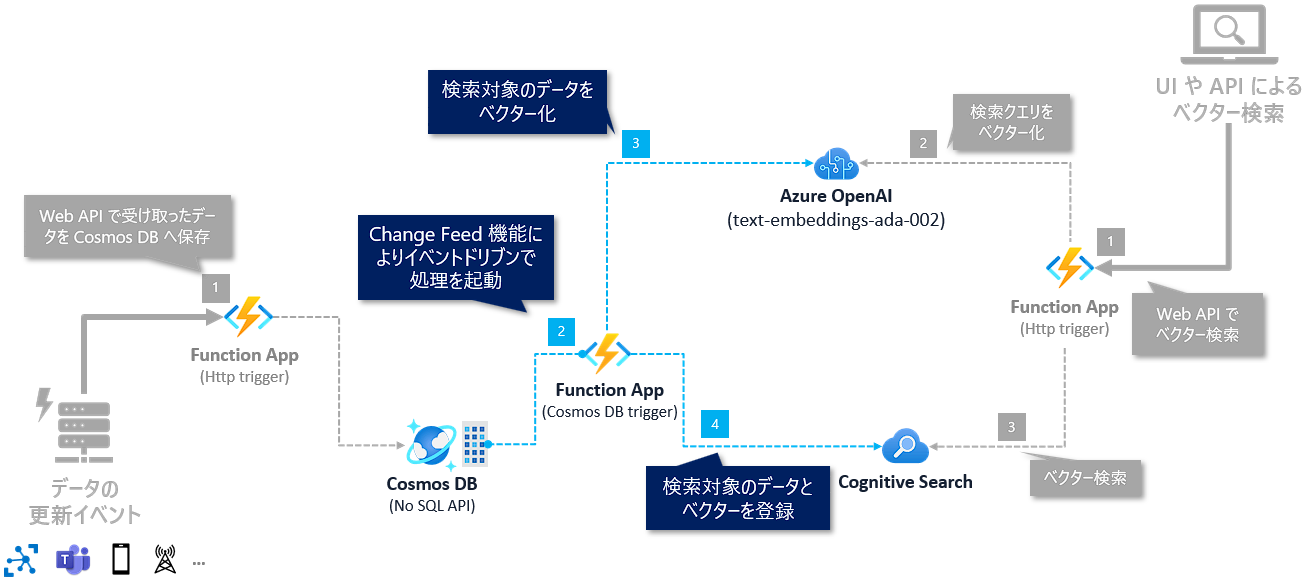 UI や API による
ベクター検索
検索対象のデータを
ベクター化
3
2
検索クエリを
ベクター化
Azure OpenAI
(text-embeddings-ada-002)
Web API で受け取ったデー
タを Cosmos DB へ保存
1
Function App
(Http trigger)
Change Feed 機能に
よりイベントドリブンで
処理を起動
2
Function App
(Cosmos DB trigger)
1
Function App
(Http trigger)
Web API で
ベクター検索
4
3
Cosmos DB
(No SQL API)
検索対象のデータと
ベクターを登録
Cognitive Search
ベクター検索
データの
更新イベント
T
...